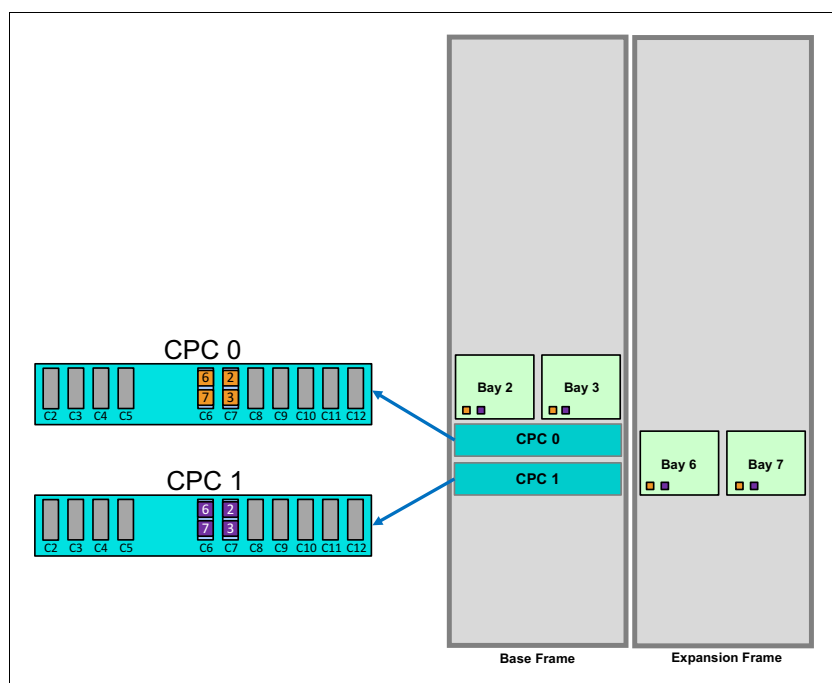 CPC 0
6 2
7 3
C2 C3 C4 C5 C6 C7 C8 C9 C10 C11 C12
CPC 1
6 2
7 3
C2 C3 C4 C5 C6 C7 C8 C9 C10 C11 C12
Bay 2 Bay 3
CPC 0
CPC 1
Bay 6 Bay 7
Base Frame Expansion Frame